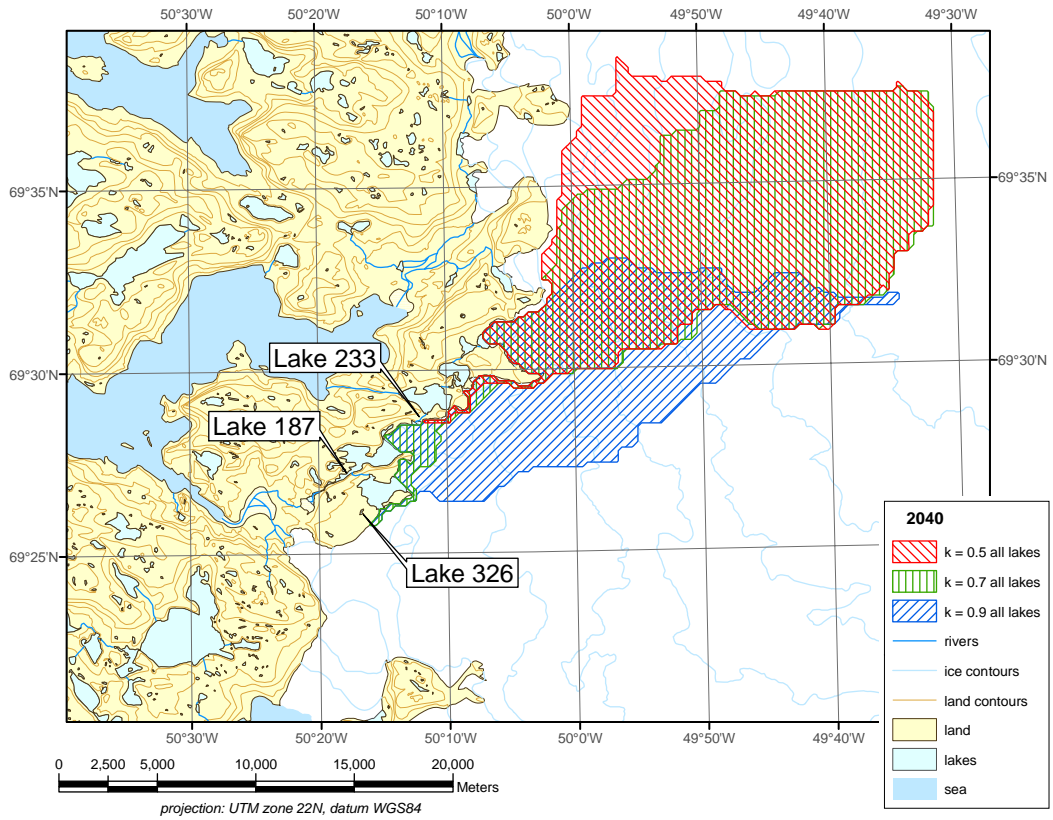 50°30'W 50°20'W 50°10'W 50°0'W 49°50'W 49°40'W 49°30'W
69°35'N 69°35'N
69°30'N 69°30'N
Lake 233
Lake 187
69°25'N
Lake 326
50°30'W 50°20'W 50°10'W 50°0'W 49°50'W 49°40'W
2040
k = 0.5 all lakes
k = 0.7 all lakes
k = 0.9 all lakes
rivers
ice contours
land contours
land
lakes
sea
0 2,500 5,000 10,000 15,000 20,000
Meters
projection: UTM zone 22N, datum WGS84